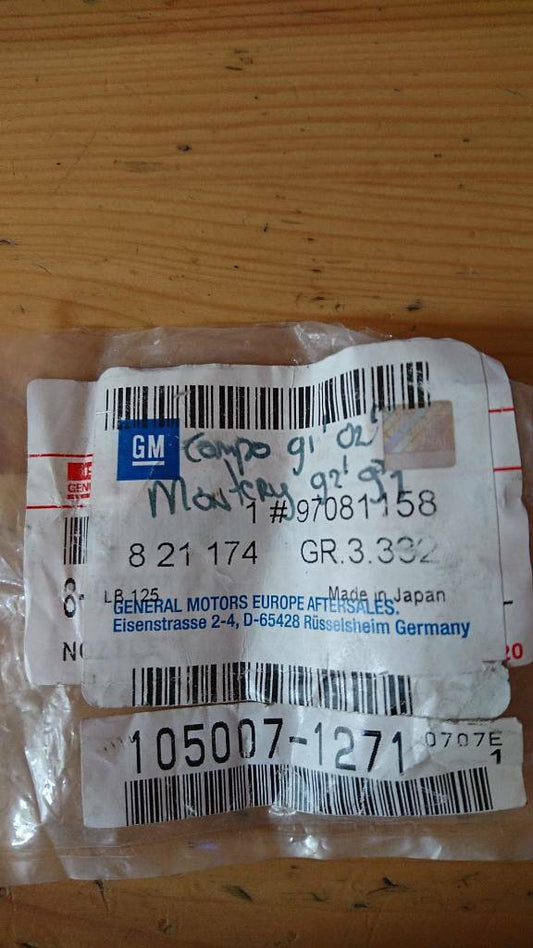 GM
Campo 91' 02'
Montery 92' 97
1 #97081158
8 21 174 GR.3.332
LB 125 Made in Japan
GENERAL MOTORS EUROPE AFTERSALES.
Eisenstrasse 2-4, D-65428 Rüsselsheim Germany
105007-1271 0707E
1